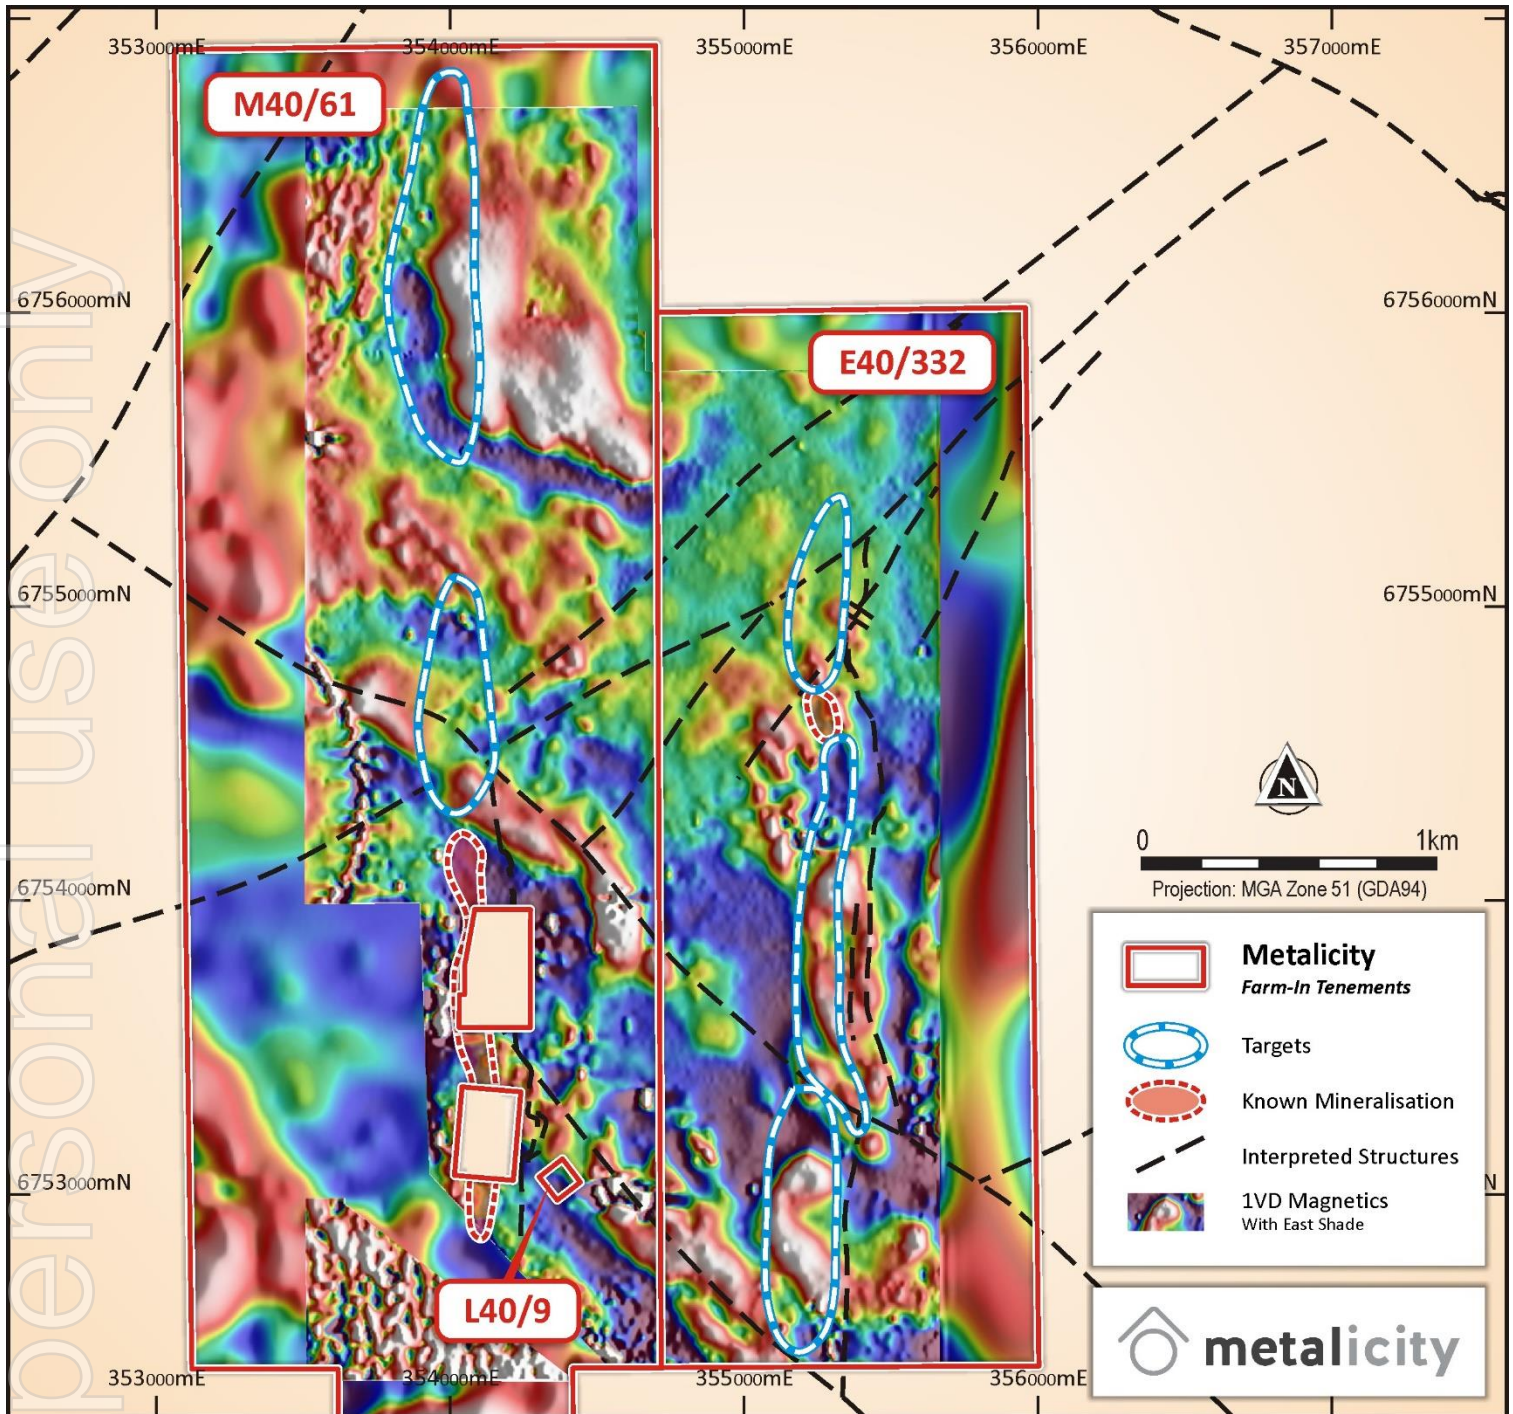 353000mE 354000mE 355000mE 356000mE 357000mE
M40/61
6756000mN 6756000mN
E40/332
6755000mN 6755000mN
N
0 1km
Projection: MGA Zone 51 (GDA94)
6754000mN
Metalicity
Farm-In Tenements
Targets
Known Mineralisation
Interpreted Structures
6753000mN N
1VD Magnetics
With East Shade
L40/9
metalicity
353000mE 354000mE 355000mE 356000mE
personal use only